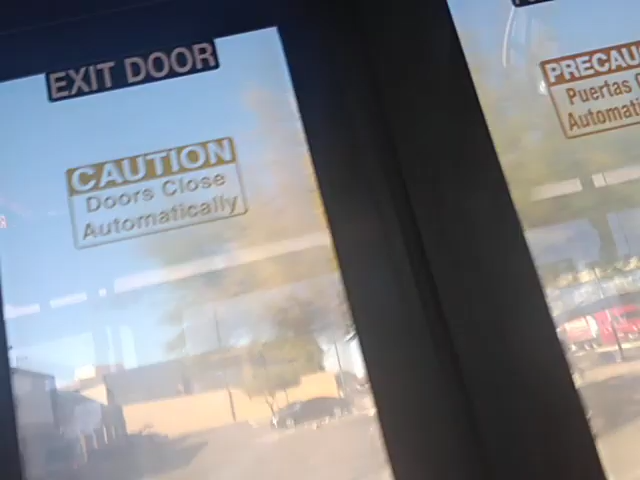 EXIT DOOR
CAUTION
Doors Close
Automatically
Puertas